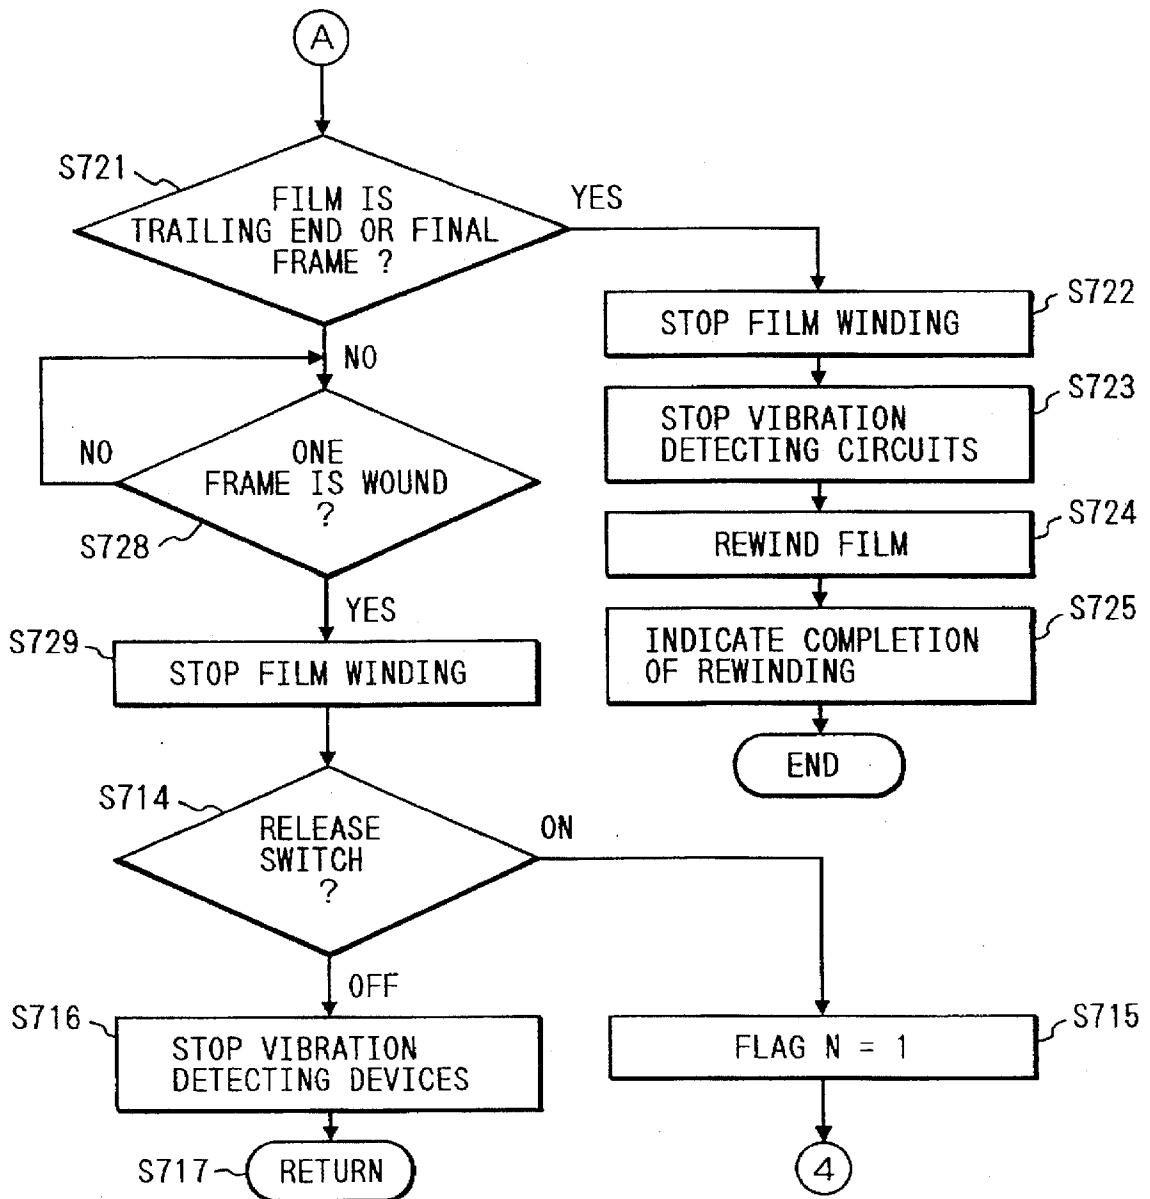 A
S721
FILM IS
TRAILING END OR FINAL
FRAME ?
YES
NO
S722
STOP FILM WINDING
S723
STOP VIBRATION
DETECTING CIRCUITS
S724
REWIND FILM
S725
INDICATE COMPLETION
OF REWINDING
END
NO
ONE
FRAME IS WOUND
?
S728
YES
S729
STOP FILM WINDING
S714
RELEASE
SWITCH
?
ON
OFF
S716
STOP VIBRATION
DETECTING DEVICES
S717
RETURN
S715
FLAG N = 1
4